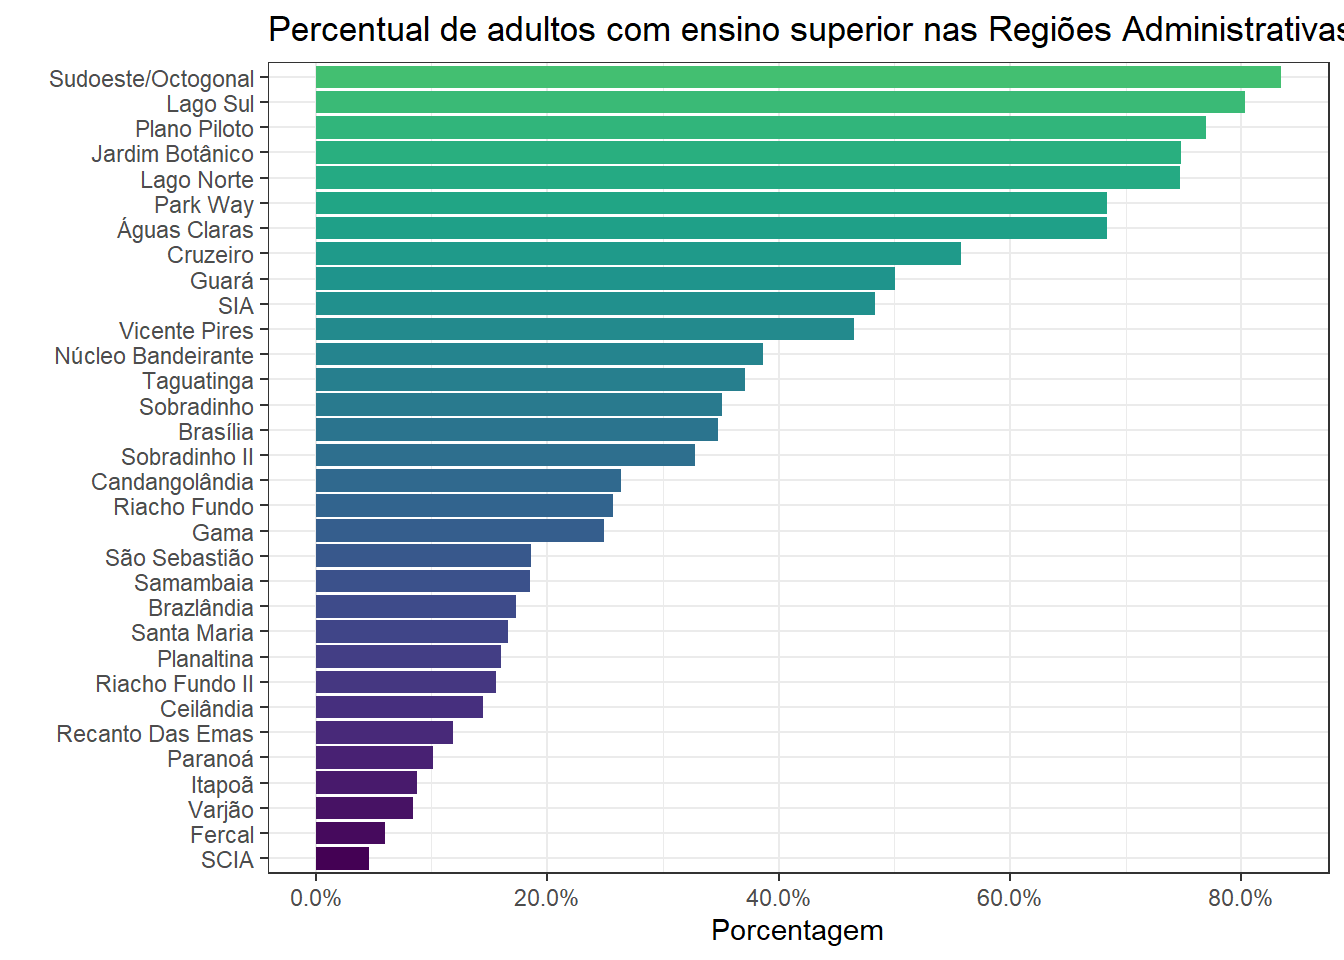 Percentual de adultos com ensino superior nas Regiões Administrativas
Sudoeste/Octogonal
Lago Sul
Plano Piloto
Jardim Botânico
Lago Norte
Park Way
Águas Claras
Cruzeiro
Guará
SIA
Vicente Pires
Núcleo Bandeirante
Taguatinga
Sobradinho
Brasília
Sobradinho II
Candangolândia
Riacho Fundo
Gama
São Sebastião
Samambaia
Brazlândia
Santa Maria
Planaltina
Riacho Fundo II
Ceilândia
Recanto Das Emas
Paranoá
Itapoã
Varjão
Fercal
SCIA
0.0% 20.0% 40.0% 60.0% 80.0%
Porcentagem